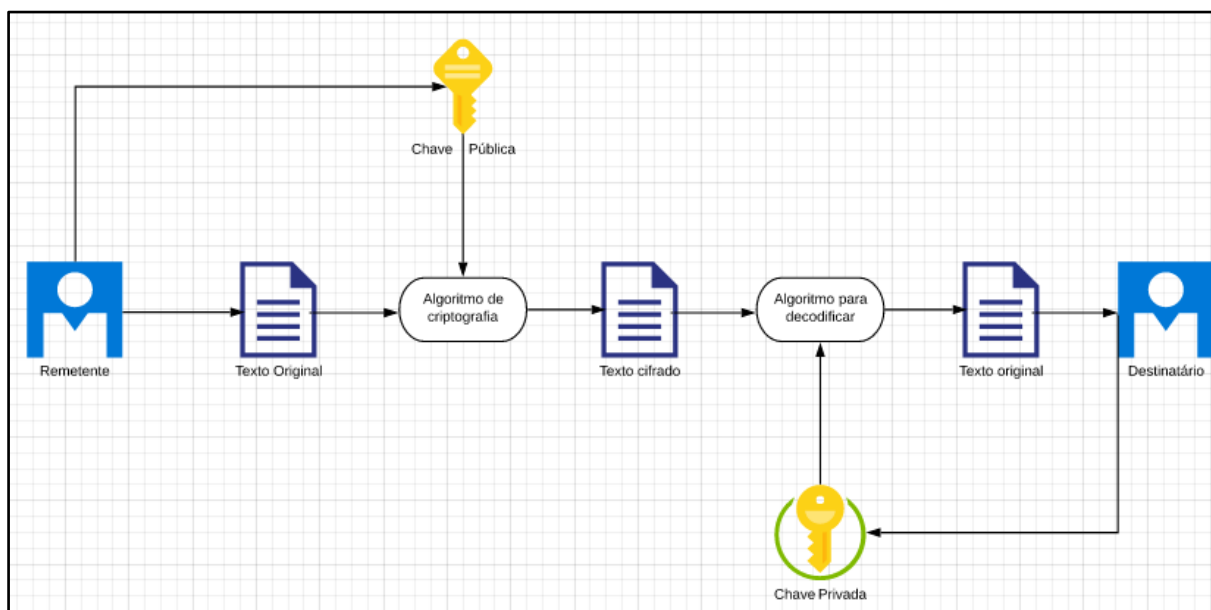 Chave Pública
Algoritmo de
criptografia
Algoritmo para
decodificar
Remetente
Texto Original
Texto cifrado
Texto original
Destinatário
Chave Privada